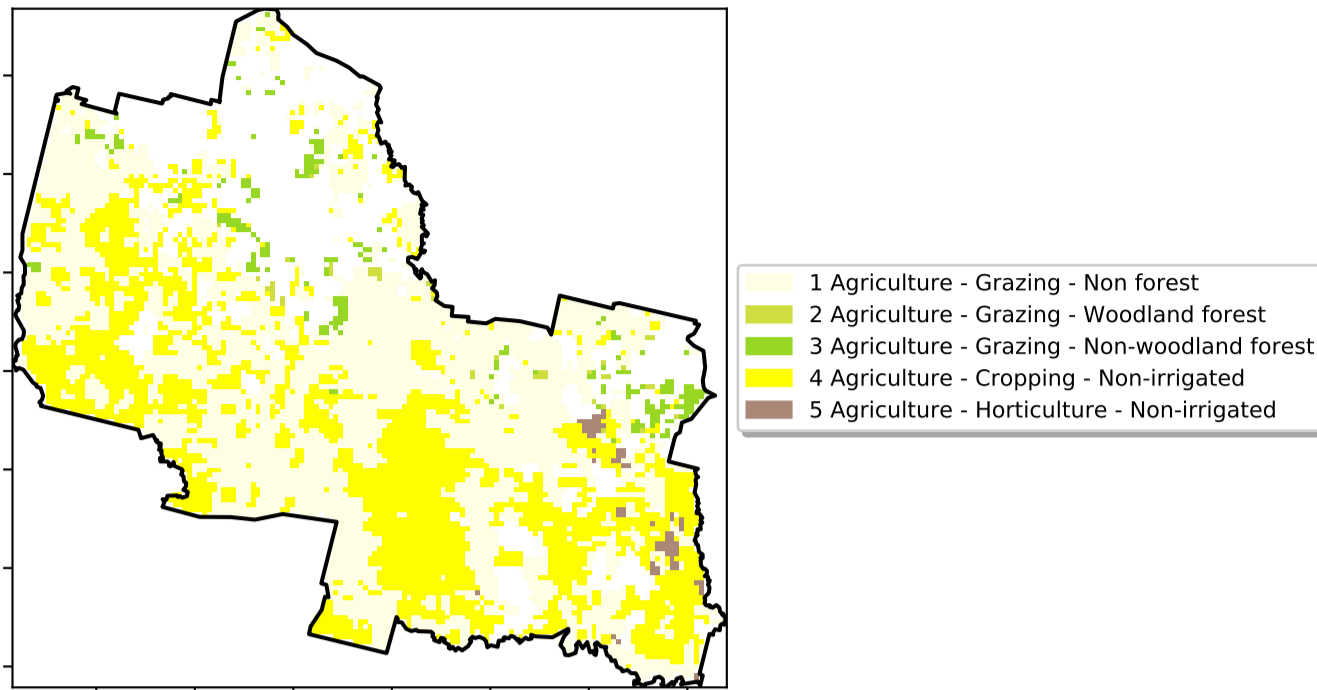 1 Agriculture - Grazing - Non forest
2 Agriculture - Grazing - Woodland forest
3 Agriculture - Grazing - Non-woodland forest
4 Agriculture - Cropping - Non-irrigated
5 Agriculture - Horticulture - Non-irrigated